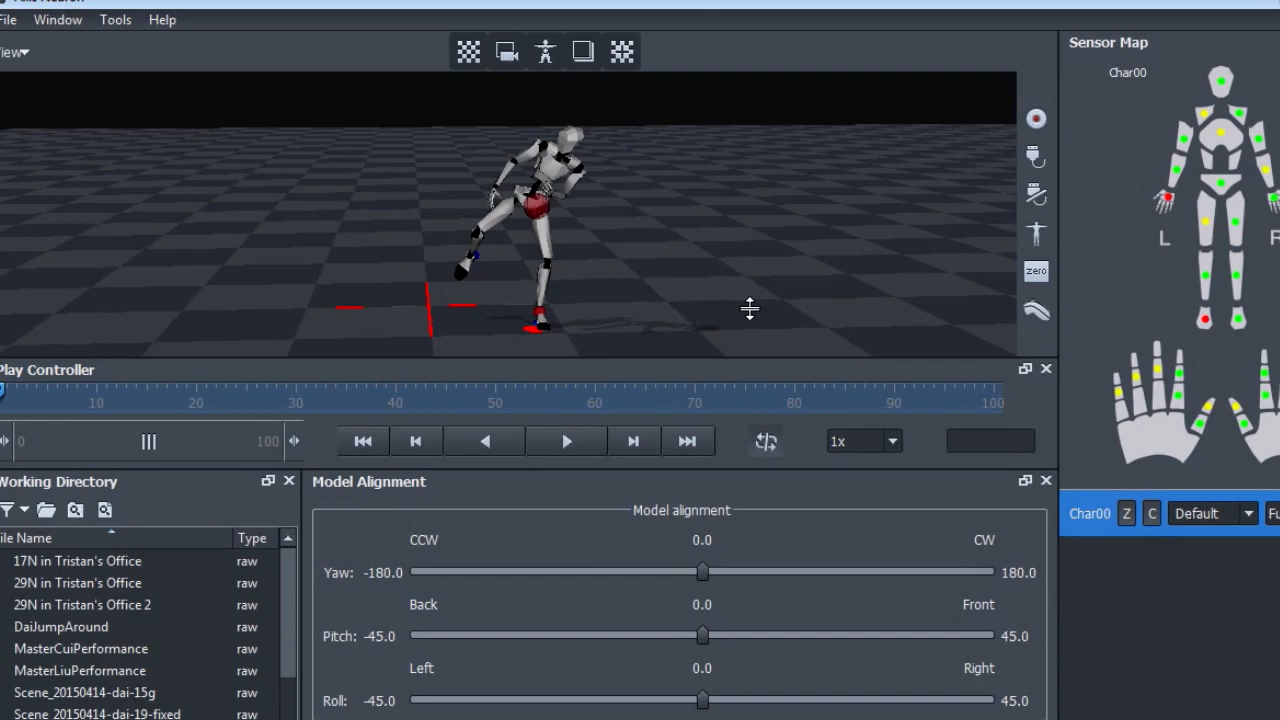 File Window Tools Help
View
Sensor Map
Char00
L R
zero
Play Controller
10 20 30 40 50 60 70 80 90 100
0 100
1x
Working Directory
Model Alignment
Model alignment
File Name Type
CCW 0.0 CW
17N in Tristan's Office raw
Yaw: -180.0 180.0
29N in Tristan's Office raw
29N in Tristan's Office 2 raw
Back 0.0 Front
DaiJumpAround raw
Pitch: -45.0 45.0
MasterCuiPerformance raw
MasterLiuPerformance raw
Left 0.0 Right
Scene_20150414-dai-15g raw
Roll: -45.0 45.0
Scene_20150414-dai-19-fixed raw
Char00 Z C Default